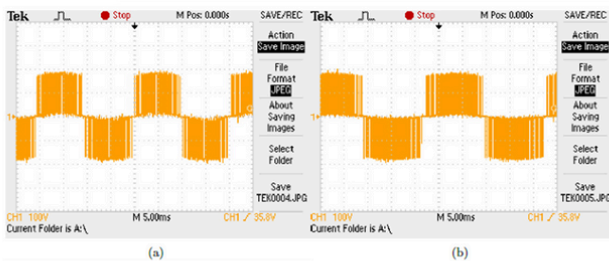 Tek Stop M Pos: 0.000s SAVE/REC
Action
Save Image
File
Format
JPEG
About
Saving
Images
Select
Folder
Save
TEK0004.JPG
1
CH1 100V M 5.00ms CH1 / 35.8V
Current Folder is A:\
(a)
Tek Stop M Pos: 0.000s SAVE/REC
Action
Save Image
File
Format
JPEG
About
Saving
Images
Select
Folder
Save
TEK0005.JPG
1
CH1 100V M 5.00ms CH1 / 35.8V
Current Folder is A:\
(b)